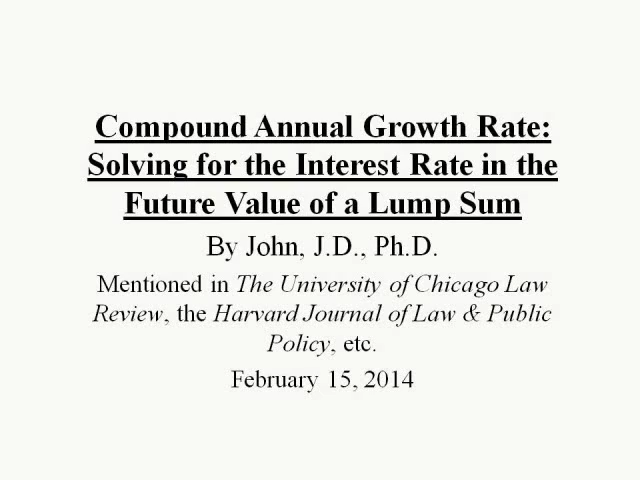 Compound Annual Growth Rate:
Solving for the Interest Rate in the
Future Value of a Lump Sum
By John, J.D., Ph.D.
Mentioned in The University of Chicago Law
Review, the Harvard Journal of Law & Public
Policy, etc.
February 15, 2014